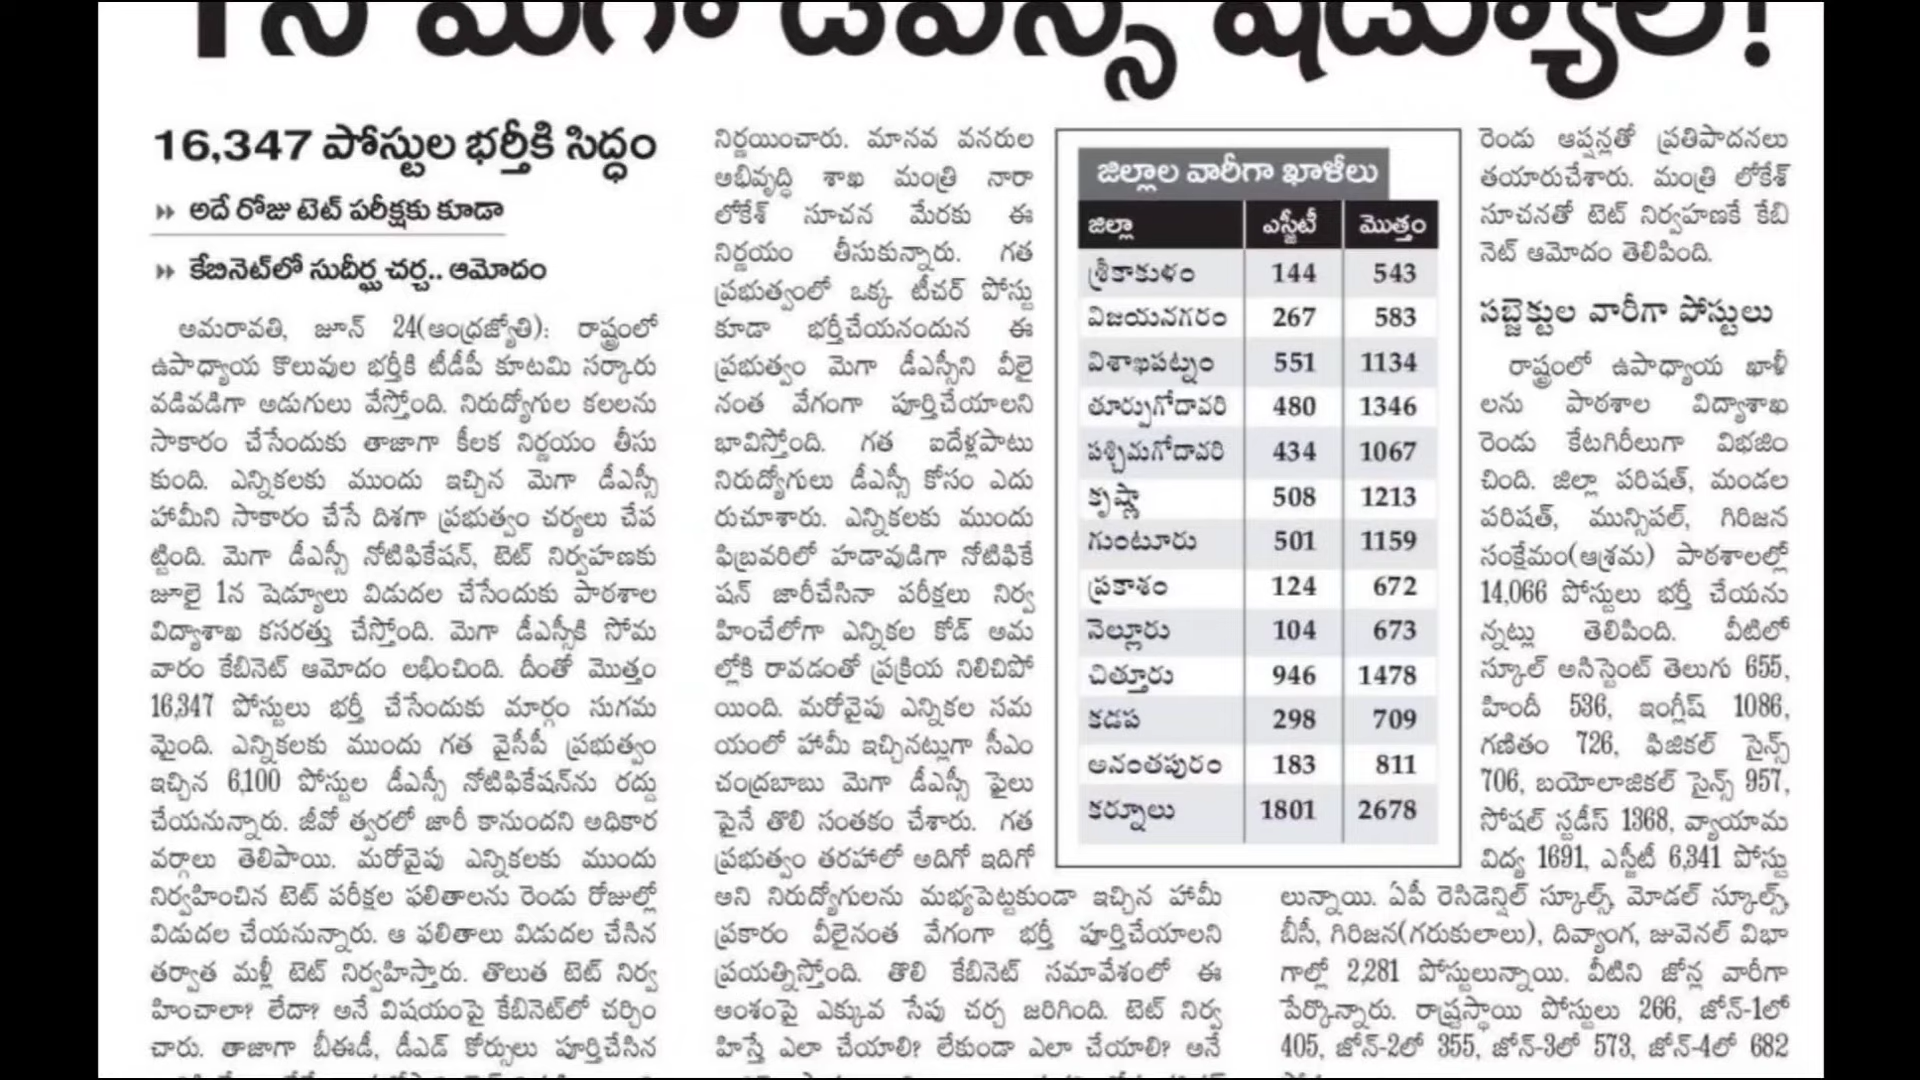 1న మెగా డీఎస్సీ షెడ్యూల్!
16,347 పోస్టుల భర్తీకి సిద్ధం
అదే రోజు టెట్ పరీక్షకు కూడా
కేబినెట్‌లో సుదీర్ఘ చర్చ.. ఆమోదం
అమరావతి, జూన్ 24(ఆంధ్రజ్యోతి): రాష్ట్రంలో
ఉపాధ్యాయ కొలువుల భర్తీకి టీడీపీ కూటమి సర్కారు
వడివడిగా అడుగులు వేస్తోంది. నిరుద్యోగుల కలలను
సాకారం చేసేందుకు తాజాగా కీలక నిర్ణయం తీసు
కుంది. ఎన్నికలకు ముందు ఇచ్చిన మెగా డీఎస్సీ
హామీని సాకారం చేసే దిశగా ప్రభుత్వం చర్యలు చేప
ట్టింది. మెగా డీఎస్సీ నోటిఫికేషన్, టెట్ నిర్వహణకు
జూలై 1న షెడ్యూలు విడుదల చేసేందుకు పాఠశాల
విద్యాశాఖ కసరత్తు చేస్తోంది. మెగా డీఎస్సీకి సోమ
వారం కేబినెట్ ఆమోదం లభించింది. దీంతో మొత్తం
16,347 పోస్టులు భర్తీ చేసేందుకు మార్గం సుగమ
మైంది. ఎన్నికలకు ముందు గత వైసీపీ ప్రభుత్వం
ఇచ్చిన 6,100 పోస్టుల డీఎస్సీ నోటిఫికేషన్‌ను రద్దు
చేయనున్నారు. జీవో త్వరలో జారీ కానుందని అధికార
వర్గాలు తెలిపాయి. మరోవైపు ఎన్నికలకు ముందు
నిర్వహించిన టెట్ పరీక్షల ఫలితాలను రెండు రోజుల్లో
విడుదల చేయనున్నారు. ఆ ఫలితాలు విడుదల చేసిన
తర్వాత మళ్లీ టెట్ నిర్వహిస్తారు. తొలుత టెట్ నిర్వ
హించాలా? లేదా? అనే విషయంపై కేబినెట్‌లో చర్చిం
చారు. తాజాగా బీఈడీ, డీఎడ్ కోర్సులు పూర్తిచేసిన
నిర్ణయించారు. మానవ వనరుల
అభివృద్ధి శాఖ మంత్రి నారా
లోకేశ్ సూచన మేరకు ఈ
నిర్ణయం తీసుకున్నారు. గత
ప్రభుత్వంలో ఒక్క టీచర్ పోస్టు
కూడా భర్తీచేయనందున ఈ
ప్రభుత్వం మెగా డీఎస్సీని వీలై
నంత వేగంగా పూర్తిచేయాలని
భావిస్తోంది. గత ఐదేళ్లపాటు
నిరుద్యోగులు డీఎస్సీ కోసం ఎదు
రుచూశారు. ఎన్నికలకు ముందు
ఫిబ్రవరిలో హడావుడిగా నోటిఫికే
షన్ జారీచేసినా పరీక్షలు నిర్వ
హించేలోగా ఎన్నికల కోడ్ అమ
ల్లోకి రావడంతో ప్రక్రియ నిలిచిపో
యింది. మరోవైపు ఎన్నికల సమ
యంలో హామీ ఇచ్చినట్లుగా సీఎం
చంద్రబాబు మెగా డీఎస్సీ ఫైలు
పైనే తొలి సంతకం చేశారు. గత
ప్రభుత్వం తరహాలో అదిగో ఇదిగో
అని నిరుద్యోగులను మభ్యపెట్టకుండా ఇచ్చిన హామీ
ప్రకారం వీలైనంత వేగంగా భర్తీ పూర్తిచేయాలని
ప్రయత్నిస్తోంది. తొలి కేబినెట్ సమావేశంలో ఈ
అంశంపై ఎక్కువ సేపు చర్చ జరిగింది. టెట్ నిర్వ
హిస్తే ఎలా చేయాలి? లేకుండా ఎలా చేయాలి? అనే
జిల్లాల వారీగా ఖాళీలు
జిల్లా ఎస్జీటీ మొత్తం
శ్రీకాకుళం 144 543
విజయనగరం 267 583
విశాఖపట్నం 551 1134
తూర్పుగోదావరి 480 1346
పశ్చిమగోదావరి 434 1067
కృష్ణా 508 1213
గుంటూరు 501 1159
ప్రకాశం 124 672
నెల్లూరు 104 673
చిత్తూరు 946 1478
కడప 298 709
అనంతపురం 183 811
కర్నూలు 1801 2678
రెండు ఆప్షన్లతో ప్రతిపాదనలు
తయారుచేశారు. మంత్రి లోకేశ్
సూచనతో టెట్ నిర్వహణకే కేబి
నెట్ ఆమోదం తెలిపింది.
సబ్జెక్టుల వారీగా పోస్టులు
రాష్ట్రంలో ఉపాధ్యాయ ఖాళీ
లను పాఠశాల విద్యాశాఖ
రెండు కేటగిరీలుగా విభజిం
చింది. జిల్లా పరిషత్, మండల
పరిషత్, మున్సిపల్, గిరిజన
సంక్షేమం(ఆశ్రమ) పాఠశాలల్లో
14,066 పోస్టులు భర్తీ చేయను
న్నట్లు తెలిపింది. వీటిలో
స్కూల్ అసిస్టెంట్ తెలుగు 655,
హిందీ 536, ఇంగ్లీష్ 1086,
గణితం 726, ఫిజికల్ సైన్స్
706, బయోలాజికల్ సైన్స్ 957,
సోషల్ స్టడీస్ 1368, వ్యాయామ
విద్య 1691, ఎస్జీటీ 6,341 పోస్టు
లున్నాయి. ఏపీ రెసిడెన్షిల్ స్కూల్స్, మోడల్ స్కూల్స్,
బీసీ, గిరిజన(గురుకులాలు), దివ్యాంగ, జువెనల్ విభా
గాల్లో 2,281 పోస్టులున్నాయి. వీటిని జోన్ల వారీగా
పేర్కొన్నారు. రాష్ట్రస్థాయి పోస్టులు 266, జోన్-1లో
405, జోన్-2లో 355, జోన్-3లో 573, జోన్-4లో 682